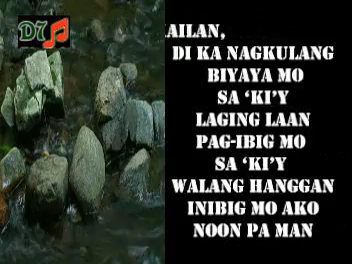 D7
AILAN,
DI KA NAGKULANG
BIYAYA MO
SA 'KI'Y
LAGING LAAN
PAG-IBIG MO
SA 'KI'Y
WALANG HANGGAN
INIBIG MO AKO
NOON PA MAN